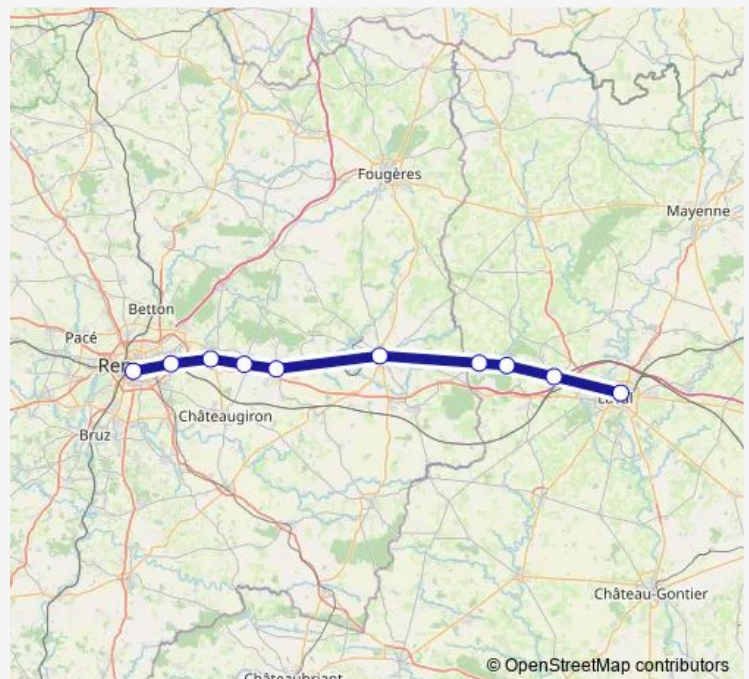 Fougères
Mayenne
Betton
Pacé
Châteaugiron
Bruz
Château-Gontier
© OpenStreetMap contributors